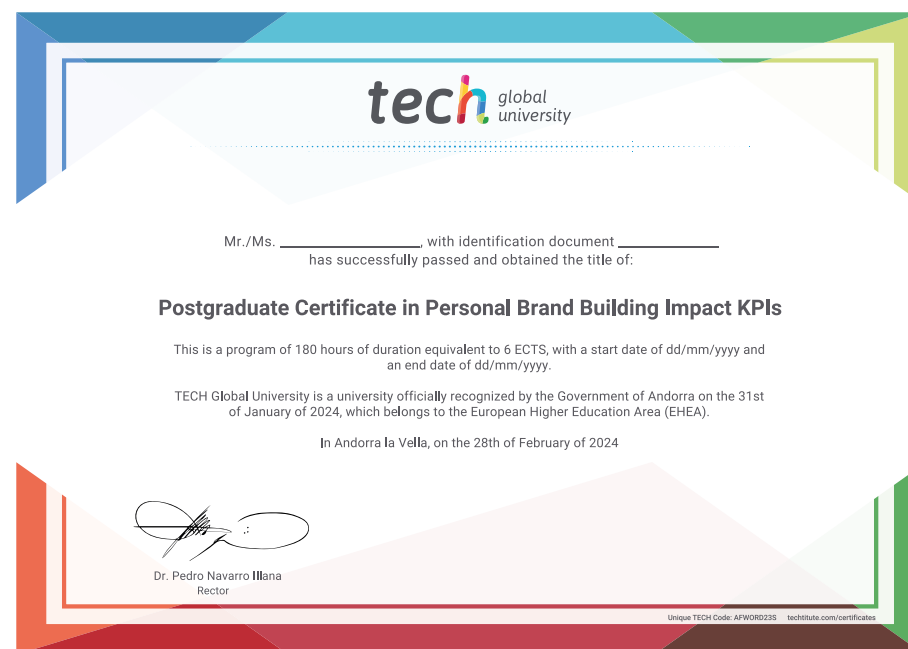 tech global university
Mr./Ms. ____________________, with identification document ______________
has successfully passed and obtained the title of:
Postgraduate Certificate in Personal Brand Building Impact KPIs
This is a program of 180 hours of duration equivalent to 6 ECTS, with a start date of dd/mm/yyyy and
an end date of dd/mm/yyyy.
TECH Global University is a university officially recognized by the Government of Andorra on the 31st
of January of 2024, which belongs to the European Higher Education Area (EHEA).
In Andorra la Vella, on the 28th of February of 2024
Dr. Pedro Navarro Illana
Rector
Unique TECH Code: AFWORD23S techtitute.com/certificates